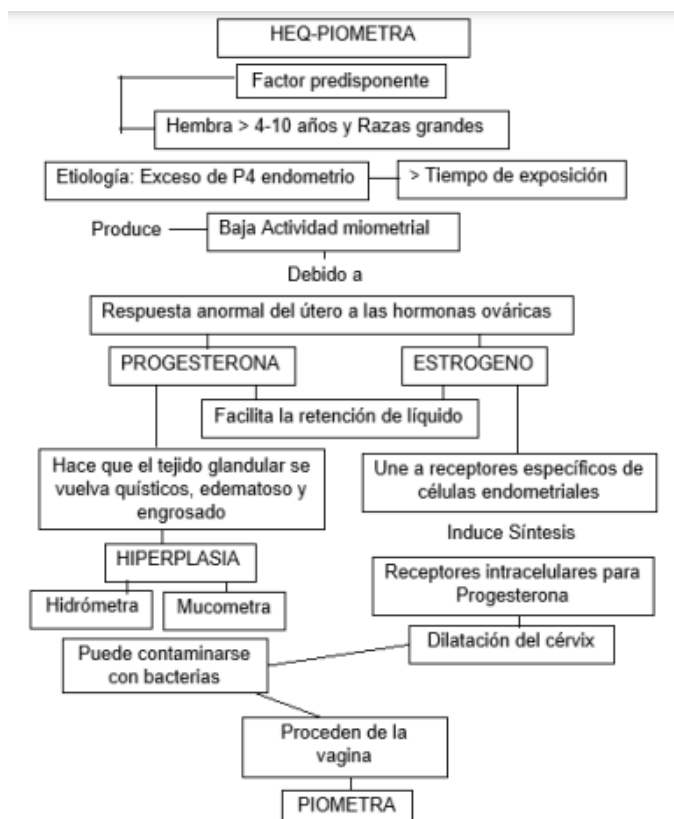 HEQ-PIOMETRA
Factor predisponente
Hembra > 4-10 años y Razas grandes
Etiología: Exceso de P4 endometrio
> Tiempo de exposición
Produce
Baja Actividad miometrial
Debido a
Respuesta anormal del útero a las hormonas ováricas
PROGESTERONA
ESTROGENO
Facilita la retención de líquido
Hace que el tejido glandular se
vuelva quísticos, edematoso y
engrosado
Une a receptores específicos de
células endometriales
Induce Síntesis
HIPERPLASIA
Receptores intracelulares para
Progesterona
Hidrómetra
Mucometra
Dilatación del cérvix
Puede contaminarse
con bacterias
Proceden de la
vagina
PIOMETRA